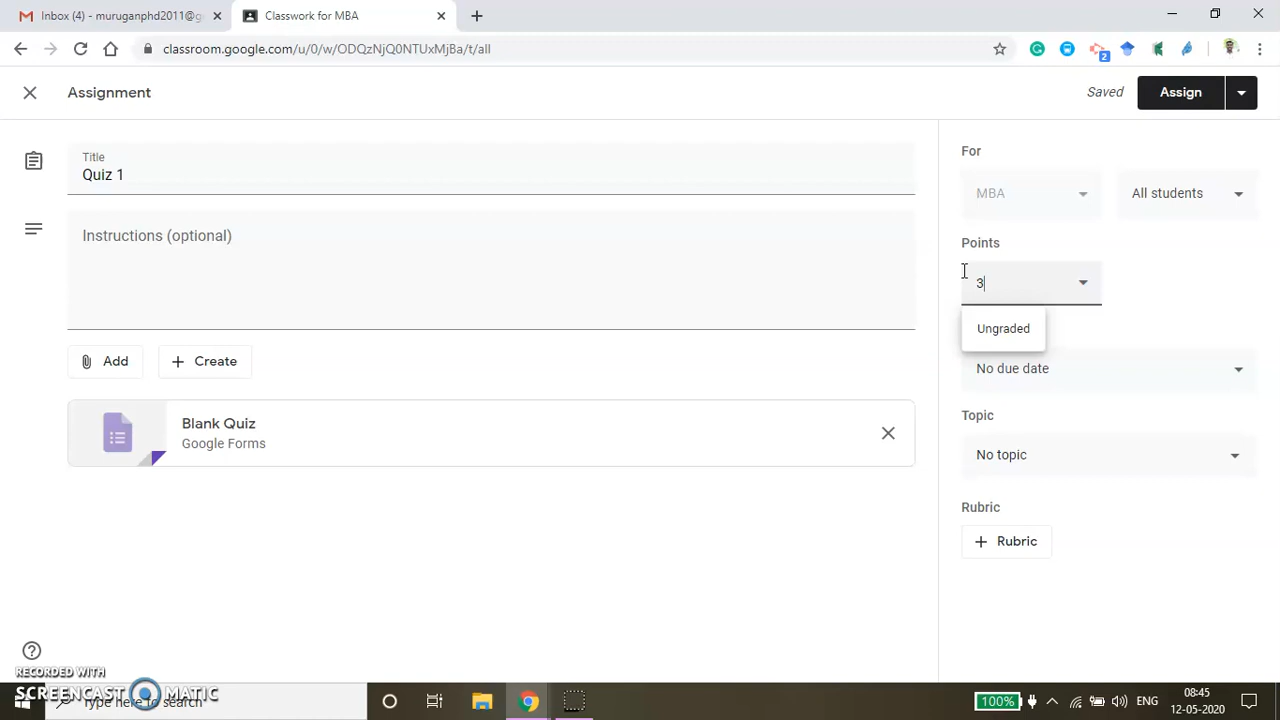 Inbox (4) - muruganphd2011@g
Classwork for MBA
classroom.google.com/u/0/w/ODQzNjQ0NTUxMjBa/t/all
2
Assignment
Saved
Assign
Title
Quiz 1
Instructions (optional)
Add
Create
Blank Quiz
Google Forms
For
MBA
All students
Points
3
Ungraded
No due date
Topic
No topic
Rubric
Rubric
RECORDED WITH
SCREENCAST MATIC
Type here to search
100%
ENG
08:45
12-05-2020